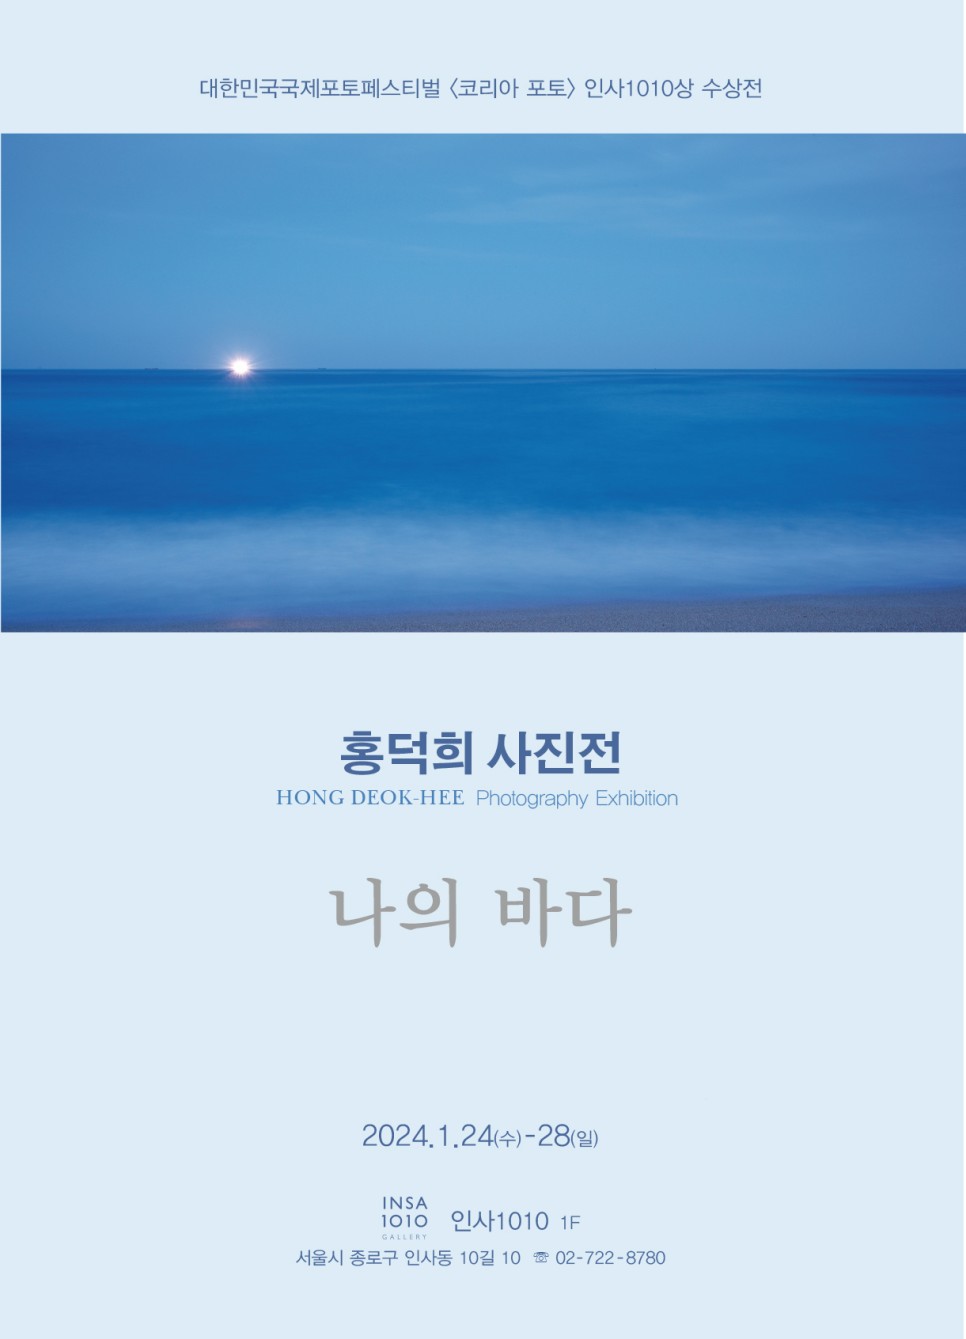 대한민국국제포토페스티벌 〈코리아 포토〉 인사1010상 수상전
홍덕희 사진전
HONG DEOK-HEE Photography Exhibition
나의 바다
2024.1.24(수)-28(일)
INSA
1010
GALLERY
인사1010 1F
서울시 종로구 인사동 10길 10 ☏ 02-722-8780